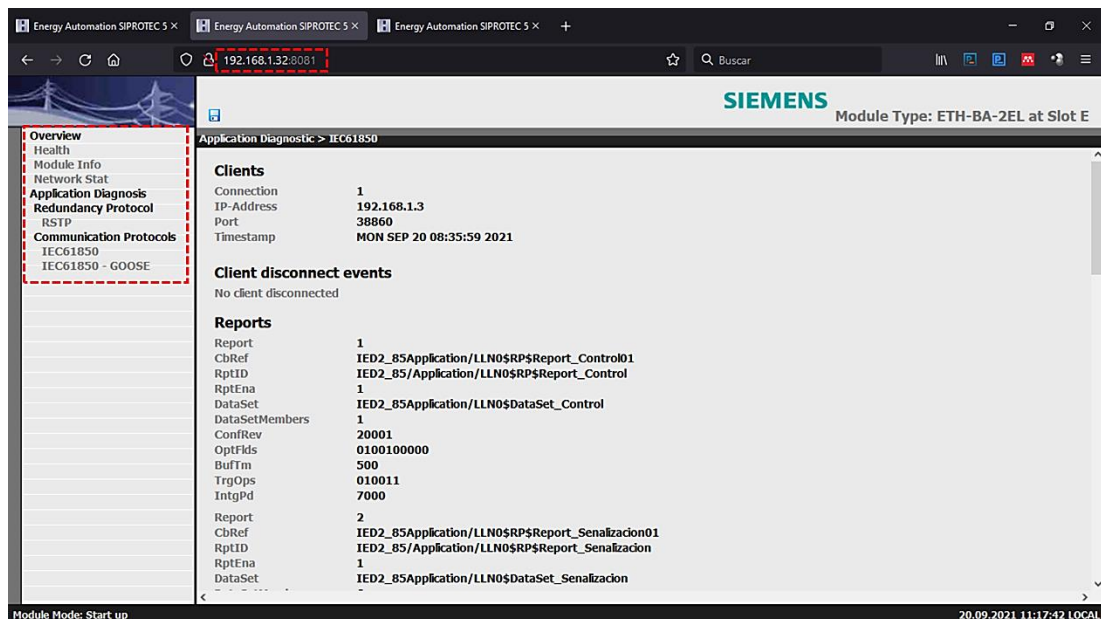 Energy Automation SIPROTEC 5 × Energy Automation SIPROTEC 5 × Energy Automation SIPROTEC 5 × +
192.168.1.32:8081 Buscar
SIEMENS
Module Type: ETH-BA-2EL at Slot E
Overview
Health
Module Info
Network Stat
Application Diagnosis
Redundancy Protocol
RSTP
Communication Protocols
IEC61850
IEC61850 - GOOSE
Application Diagnostic > IEC61850
Clients
Connection 1
IP-Address 192.168.1.3
Port 38860
Timestamp MON SEP 20 08:35:59 2021
Client disconnect events
No client disconnected
Reports
Report 1
CbRef IED2_85Application/LLN0$RP$Report_Control01
RptID IED2_85/Application/LLN0$RP$Report_Control
RptEna 1
DataSet IED2_85Application/LLN0$DataSet_Control
DataSetMembers 1
ConfRev 20001
OptFlds 0100100000
BufTm 500
TrgOps 010011
IntgPd 7000
Report 2
CbRef IED2_85Application/LLN0$RP$Report_Senalizacion01
RptID IED2_85/Application/LLN0$RP$Report_Senalizacion
RptEna 1
DataSet IED2_85Application/LLN0$DataSet_Senalizacion
Module Mode: Start up 20.09.2021 11:17:42 LOCAL